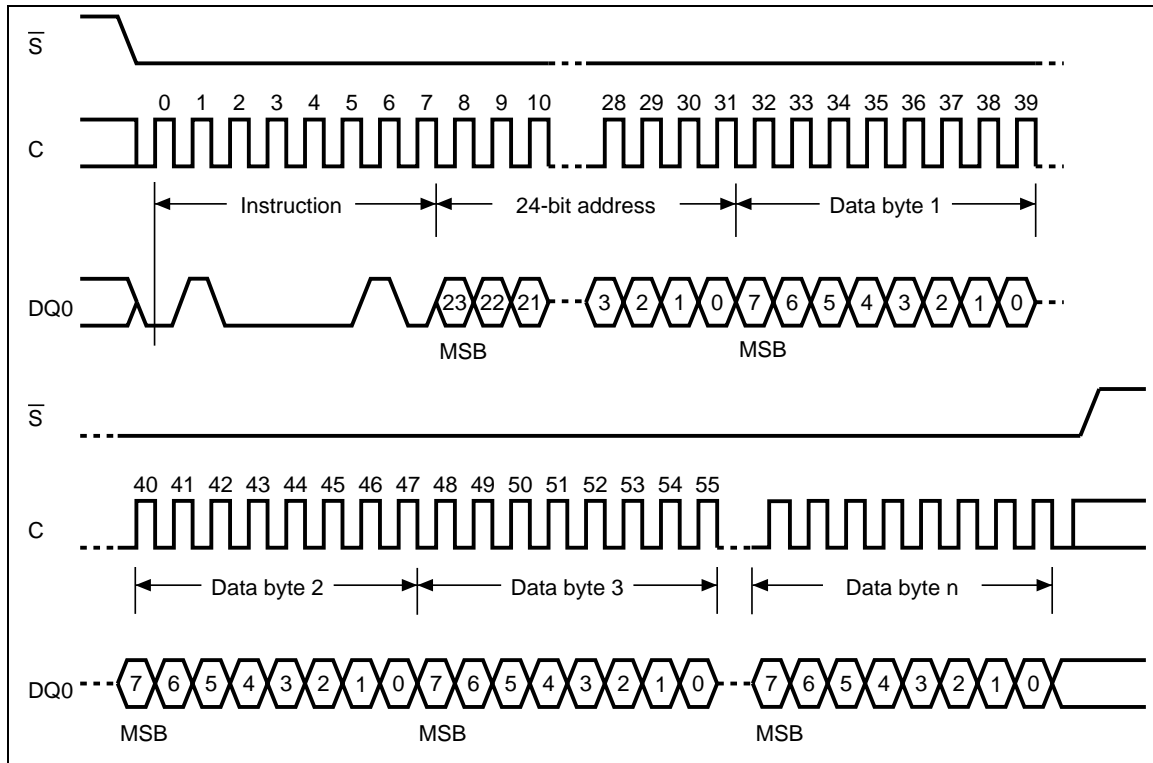 S̅
0 1 2 3 4 5 6 7 8 9 10 28 29 30 31 32 33 34 35 36 37 38 39
C
Instruction 24-bit address Data byte 1
DQ0 23 22 21 3 2 1 0 7 6 5 4 3 2 1 0
MSB MSB
S̅
40 41 42 43 44 45 46 47 48 49 50 51 52 53 54 55
C
Data byte 2 Data byte 3 Data byte n
DQ0 7 6 5 4 3 2 1 0 7 6 5 4 3 2 1 0 7 6 5 4 3 2 1 0
MSB MSB MSB